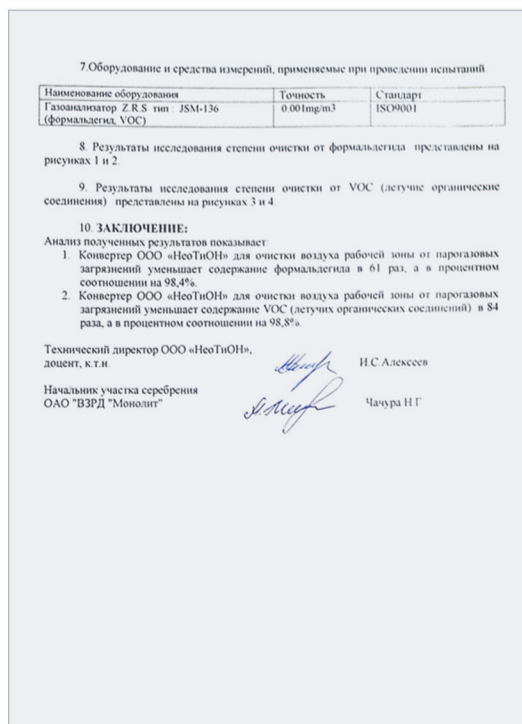 7.Оборудование и средства измерений, применяемые при проведении испытаний.
Наименование оборудования Точность Стандарт
Газоанализатор Z.R.S тип : JSM-136 0.001mg/m3 ISO9001
(формальдегид, VOC)
8. Результаты исследования степени очистки от формальдегида представлены на
рисунках 1 и 2.
9. Результаты исследования степени очистки от VOC (летучие органические
соединения) представлены на рисунках 3 и 4.
10. ЗАКЛЮЧЕНИЕ:
Анализ полученных результатов показывает:
1. Конвертер ООО «НеоТиОН» для очистки воздуха рабочей зоны от парогазовых
загрязнений уменьшает содержание формальдегида в 61 раз, а в процентном
соотношении на 98,4%.
2. Конвертер ООО «НеоТиОН» для очистки воздуха рабочей зоны от парогазовых
загрязнений уменьшает содержание VOC (летучих органических соединений) в 84
раза, а в процентном соотношении на 98,8%.
Технический директор ООО «НеоТиОН»,
доцент, к.т.н. И.С.Алексеев
Начальник участка серебрения
ОАО "ВЗРД "Монолит" Чачура Н.Г.